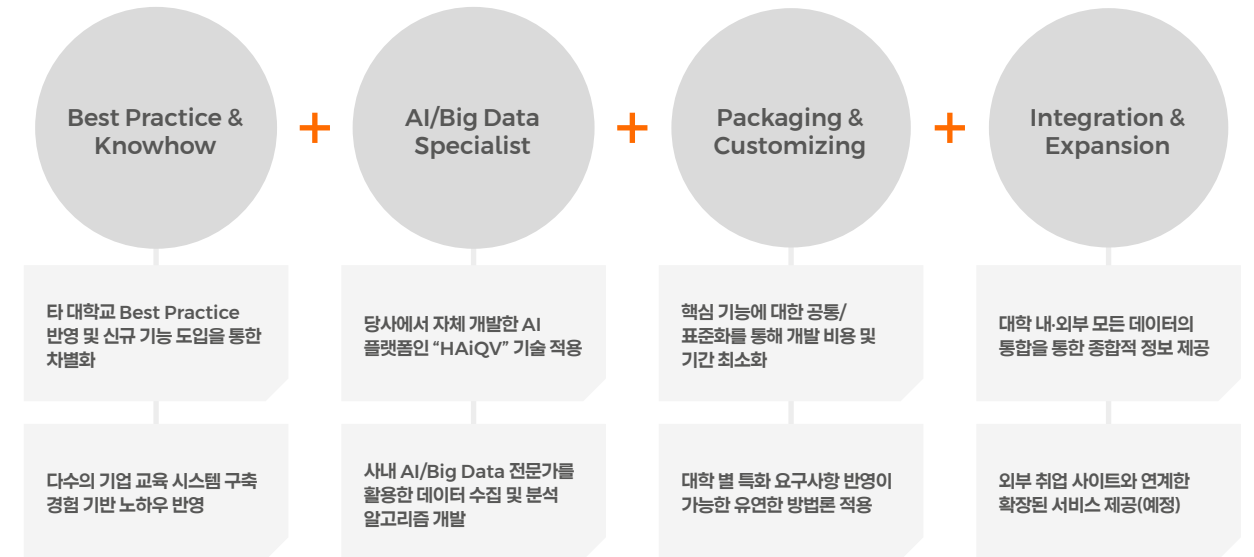 Best Practice &
Knowhow
+
AI/Big Data
Specialist
+
Packaging &
Customizing
+
Integration &
Expansion
타 대학교 Best Practice
반영 및 신규 기능 도입을 통한
차별화
당사에서 자체 개발한 AI
플랫폼인 “HAiQV” 기술 적용
핵심 기능에 대한 공통/
표준화를 통해 개발 비용 및
기간 최소화
대학 내·외부 모든 데이터의
통합을 통한 종합적 정보 제공
다수의 기업 교육 시스템 구축
경험 기반 노하우 반영
사내 AI/Big Data 전문가를
활용한 데이터 수집 및 분석
알고리즘 개발
대학 별 특화 요구사항 반영이
가능한 유연한 방법론 적용
외부 취업 사이트와 연계한
확장된 서비스 제공(예정)